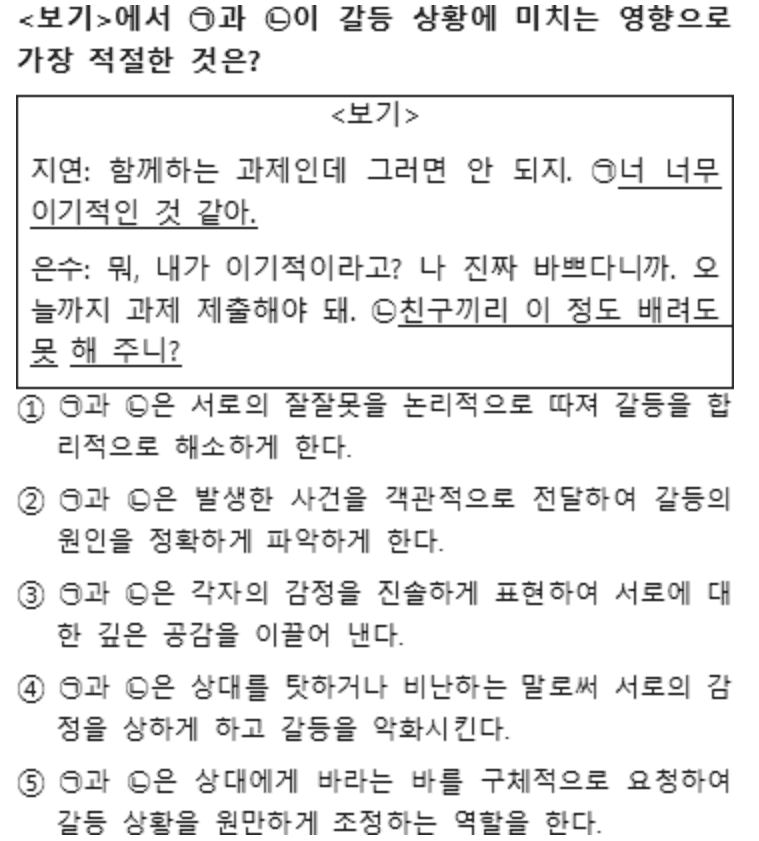 <보기>에서 ㉠과 ㉡이 갈등 상황에 미치는 영향으로
가장 적절한 것은?
<보기>
지연: 함께하는 과제인데 그러면 안 되지. ㉠너 너무
이기적인 것 같아.
은수: 뭐, 내가 이기적이라고? 나 진짜 바쁘다니까. 오
늘까지 과제 제출해야 돼. ㉡친구끼리 이 정도 배려도
못 해 주니?
① ㉠과 ㉡은 서로의 잘잘못을 논리적으로 따져 갈등을 합
리적으로 해소하게 한다.
② ㉠과 ㉡은 발생한 사건을 객관적으로 전달하여 갈등의
원인을 정확하게 파악하게 한다.
③ ㉠과 ㉡은 각자의 감정을 진솔하게 표현하여 서로에 대
한 깊은 공감을 이끌어 낸다.
④ ㉠과 ㉡은 상대를 탓하거나 비난하는 말로써 서로의 감
정을 상하게 하고 갈등을 악화시킨다.
⑤ ㉠과 ㉡은 상대에게 바라는 바를 구체적으로 요청하여
갈등 상황을 원만하게 조정하는 역할을 한다.